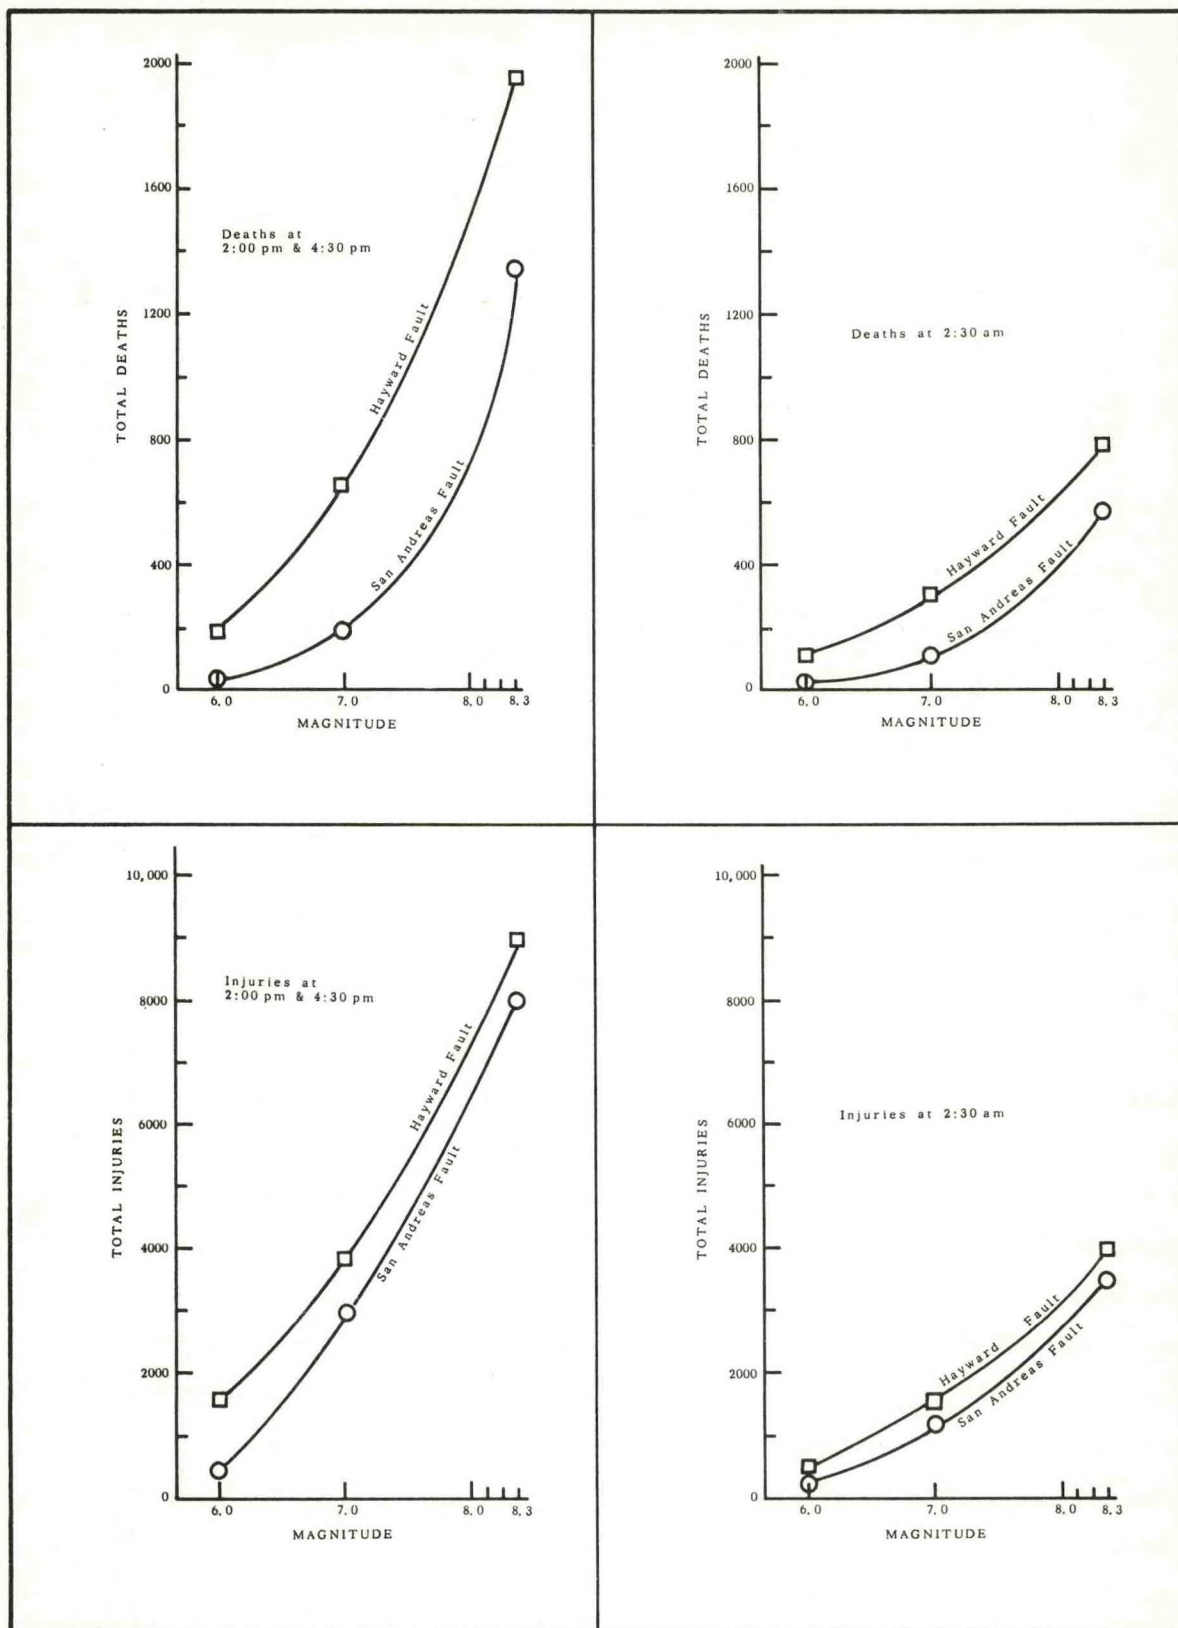 2000
1600
1200
800
400
0
TOTAL DEATHS
Deaths at
2:00 pm & 4:30 pm
Hayward Fault
San Andreas Fault
6.0
7.0
8.0
8.3
MAGNITUDE
2000
1600
1200
800
400
0
TOTAL DEATHS
Deaths at 2:30 am
Hayward Fault
San Andreas Fault
6.0
7.0
8.0
8.3
MAGNITUDE
10,000
8000
6000
4000
2000
0
TOTAL INJURIES
Injuries at
2:00 pm & 4:30 pm
Hayward Fault
San Andreas Fault
6.0
7.0
8.0
8.3
MAGNITUDE
10,000
8000
6000
4000
2000
0
TOTAL INJURIES
Injuries at 2:30 am
Hayward Fault
San Andreas Fault
6.0
7.0
8.0
8.3
MAGNITUDE